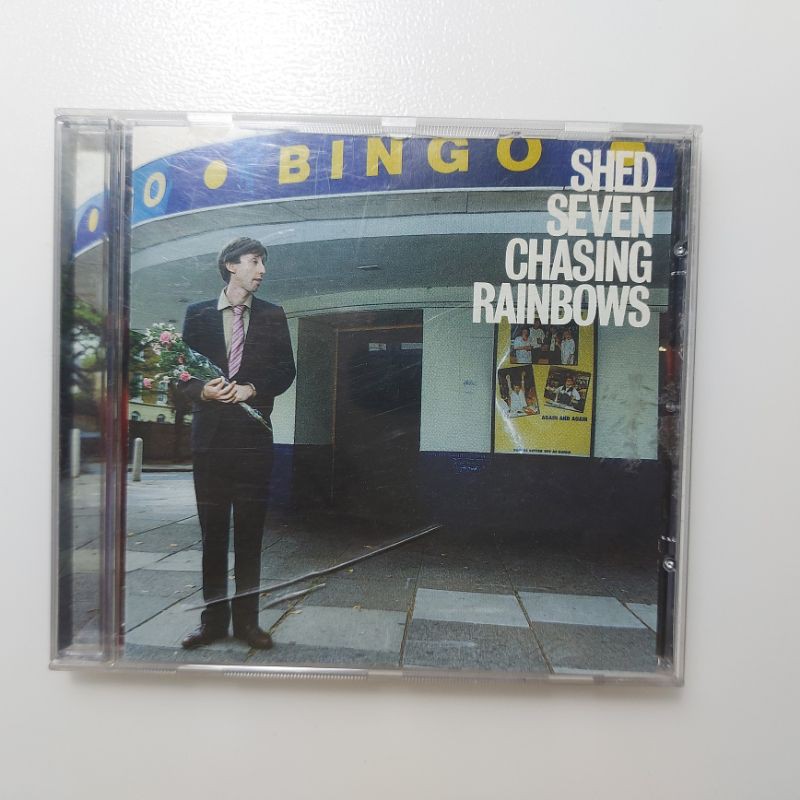 O BINGO
SHED
SEVEN
CHASING
RAINBOWS
AGAIN AND AGAIN